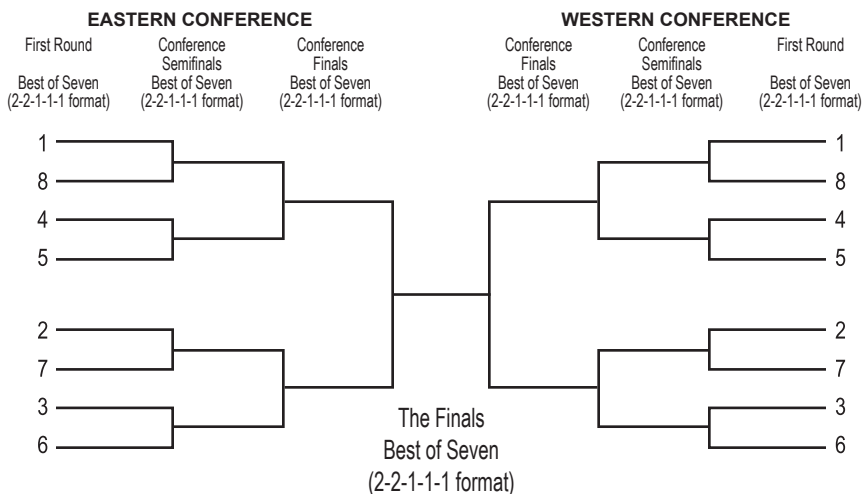 EASTERN CONFERENCE
WESTERN CONFERENCE
First Round
Best of Seven
(2-2-1-1-1 format)
Conference
Semifinals
Best of Seven
(2-2-1-1-1 format)
Conference
Finals
Best of Seven
(2-2-1-1-1 format)
Conference
Finals
Best of Seven
(2-2-1-1-1 format)
Conference
Semifinals
Best of Seven
(2-2-1-1-1 format)
First Round
Best of Seven
(2-2-1-1-1 format)
1
8
4
5
2
7
3
6
1
8
4
5
2
7
3
6
The Finals
Best of Seven
(2-2-1-1-1 format)